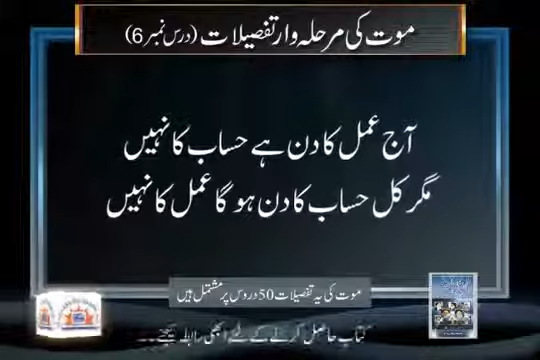 موت کی مرحلہ وار تفصیلات (درس نمبر 6)
آج عمل کا دن ہے حساب کا نہیں
مگر کل حساب کا دن ہو گا عمل کا نہیں
موت کی یہ تفصیلات 50 دروس پر مشتمل ہیں
کتاب حاصل کرنے کے لئے ابھی رابطہ کیجئے۔۔۔